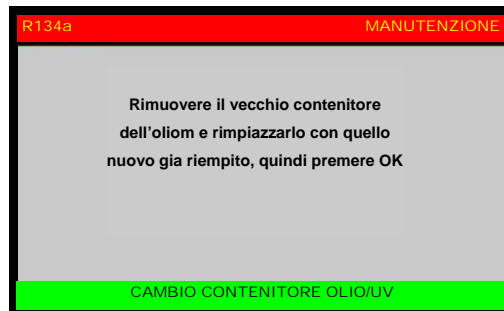 R134a MANUTENZIONE
Rimuovere il vecchio contenitore
dell'oliom e rimpiazzarlo con quello
nuovo gia riempito, quindi premere OK
CAMBIO CONTENITORE OLIO/UV